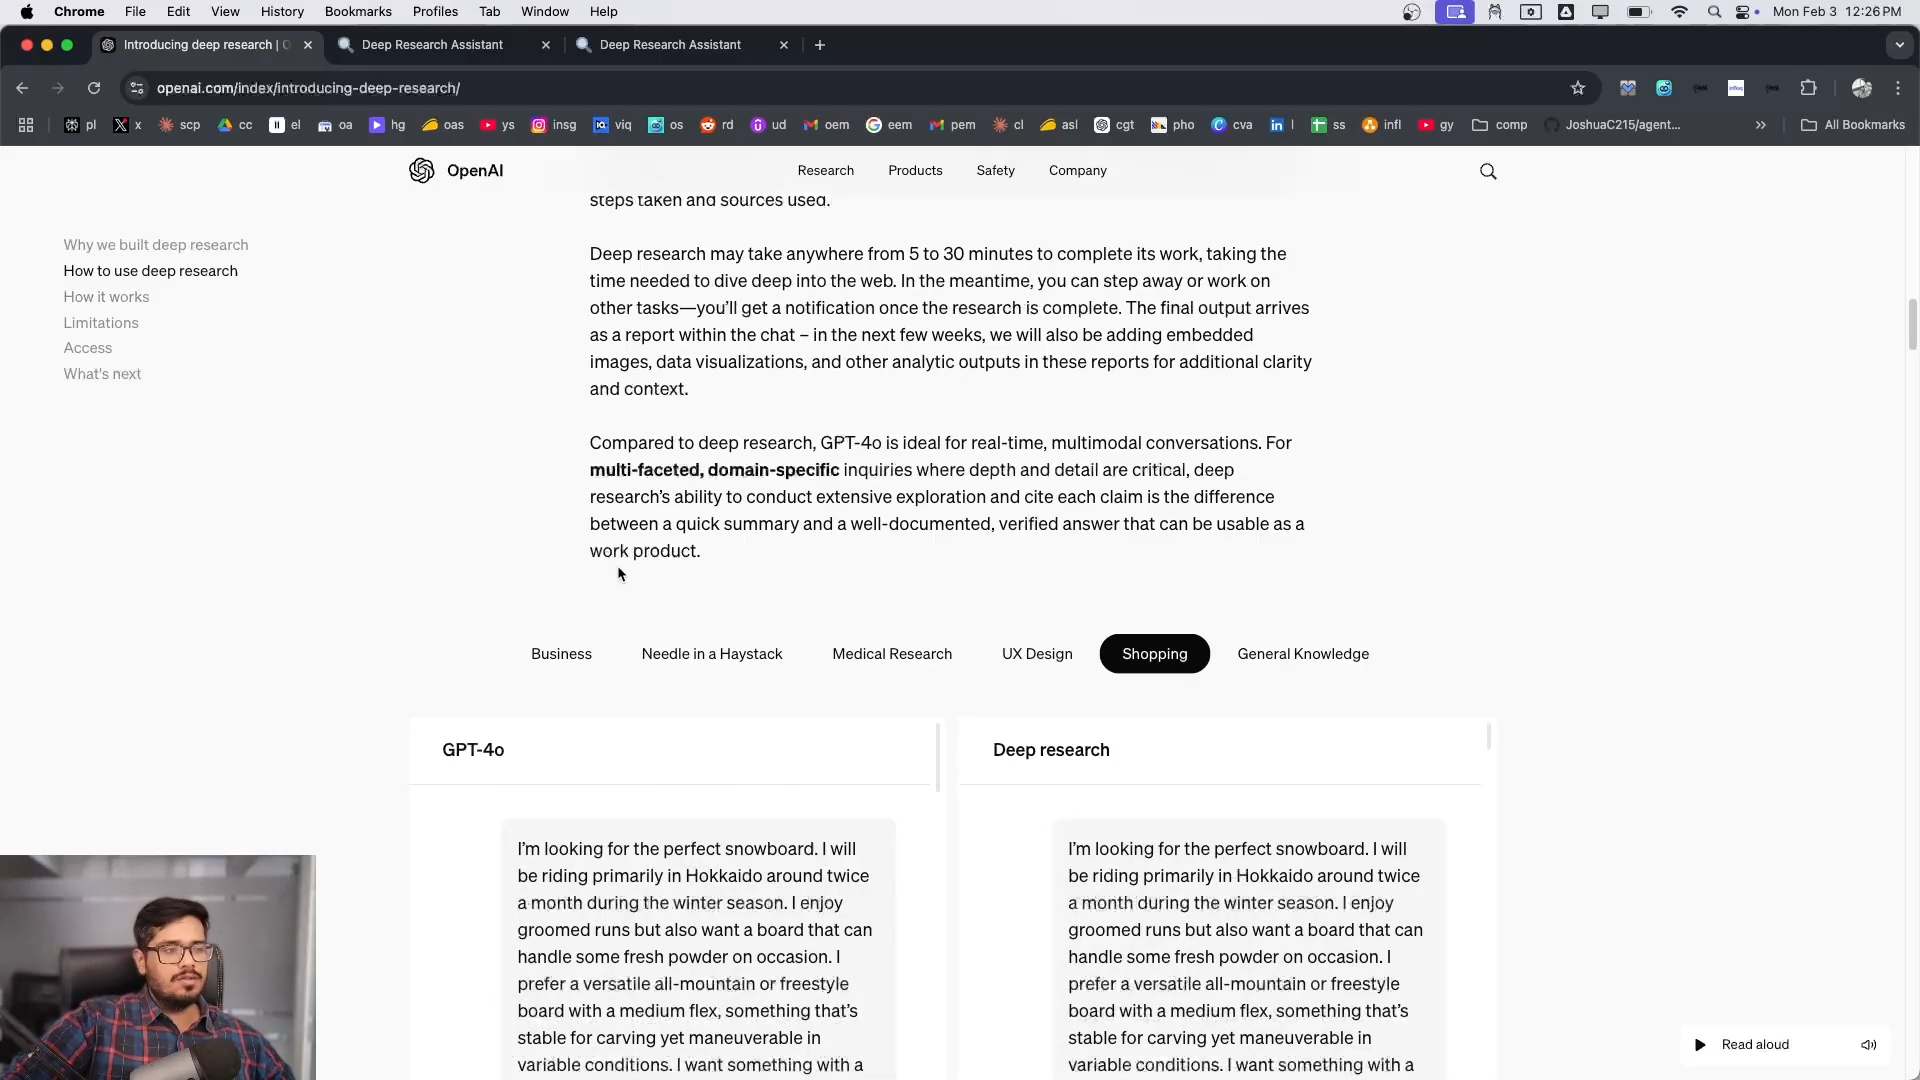 Chrome File Edit View History Bookmarks Profiles Tab Window Help Mon Feb 3 12:26 PM
Introducing deep research | Deep Research Assistant Deep Research Assistant
openai.com/index/introducing-deep-research/
pl x scp cc el oa hg oas ys insg viq os rd ud oem eem pem cl asl cgt pho cva l ss infl gy comp JoshuaC215/agent... All Bookmarks
OpenAI Research Products Safety Company
Why we built deep research
How to use deep research
How it works
Limitations
Access
What's next
steps taken and sources used.
Deep research may take anywhere from 5 to 30 minutes to complete its work, taking the
time needed to dive deep into the web. In the meantime, you can step away or work on
other tasks—you’ll get a notification once the research is complete. The final output arrives
as a report within the chat – in the next few weeks, we will also be adding embedded
images, data visualizations, and other analytic outputs in these reports for additional clarity
and context.
Compared to deep research, GPT-4o is ideal for real-time, multimodal conversations. For
multi-faceted, domain-specific inquiries where depth and detail are critical, deep
research’s ability to conduct extensive exploration and cite each claim is the difference
between a quick summary and a well-documented, verified answer that can be usable as a
work product.
Business Needle in a Haystack Medical Research UX Design Shopping General Knowledge
GPT-4o
I’m looking for the perfect snowboard. I will
be riding primarily in Hokkaido around twice
a month during the winter season. I enjoy
groomed runs but also want a board that can
handle some fresh powder on occasion. I
prefer a versatile all-mountain or freestyle
board with a medium flex, something that’s
stable for carving yet maneuverable in
variable conditions. I want something with a
Deep research
I’m looking for the perfect snowboard. I will
be riding primarily in Hokkaido around twice
a month during the winter season. I enjoy
groomed runs but also want a board that can
handle some fresh powder on occasion. I
prefer a versatile all-mountain or freestyle
board with a medium flex, something that’s
stable for carving yet maneuverable in
variable conditions. I want something with a
Read aloud